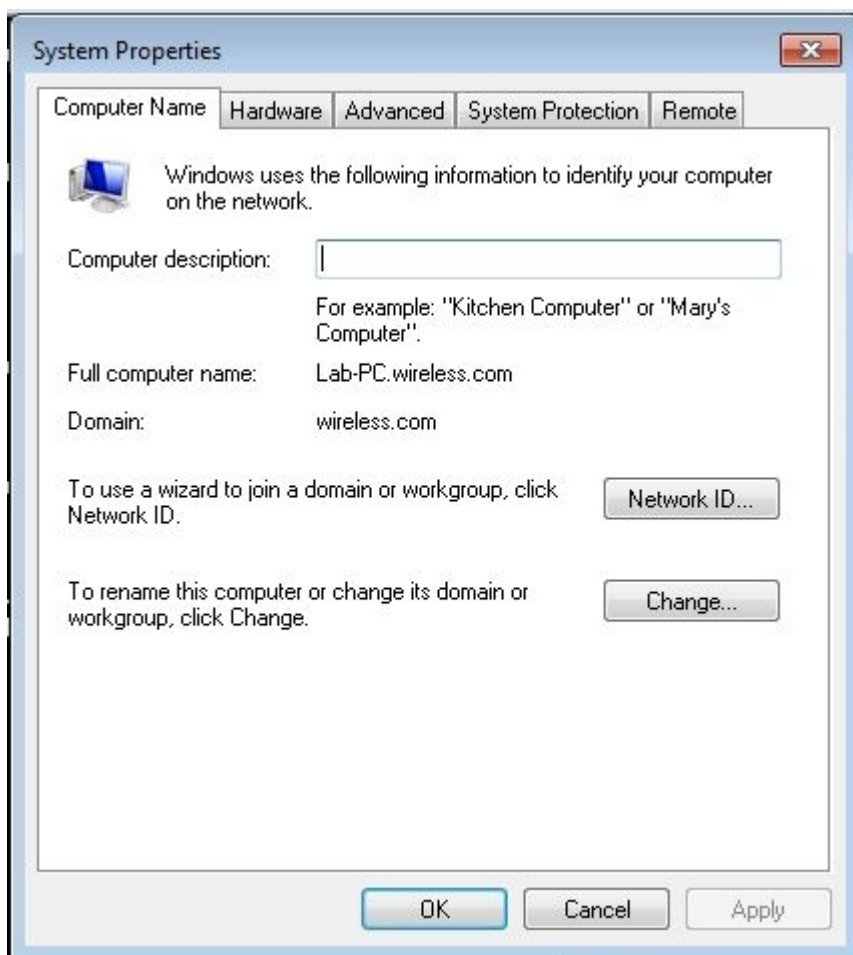 System Properties
Computer Name Hardware Advanced System Protection Remote
Windows uses the following information to identify your computer
on the network.
Computer description:
For example: "Kitchen Computer" or "Mary's
Computer".
Full computer name: Lab-PC.wireless.com
Domain: wireless.com
To use a wizard to join a domain or workgroup, click
Network ID.
Network ID...
To rename this computer or change its domain or
workgroup, click Change.
Change...
OK Cancel Apply